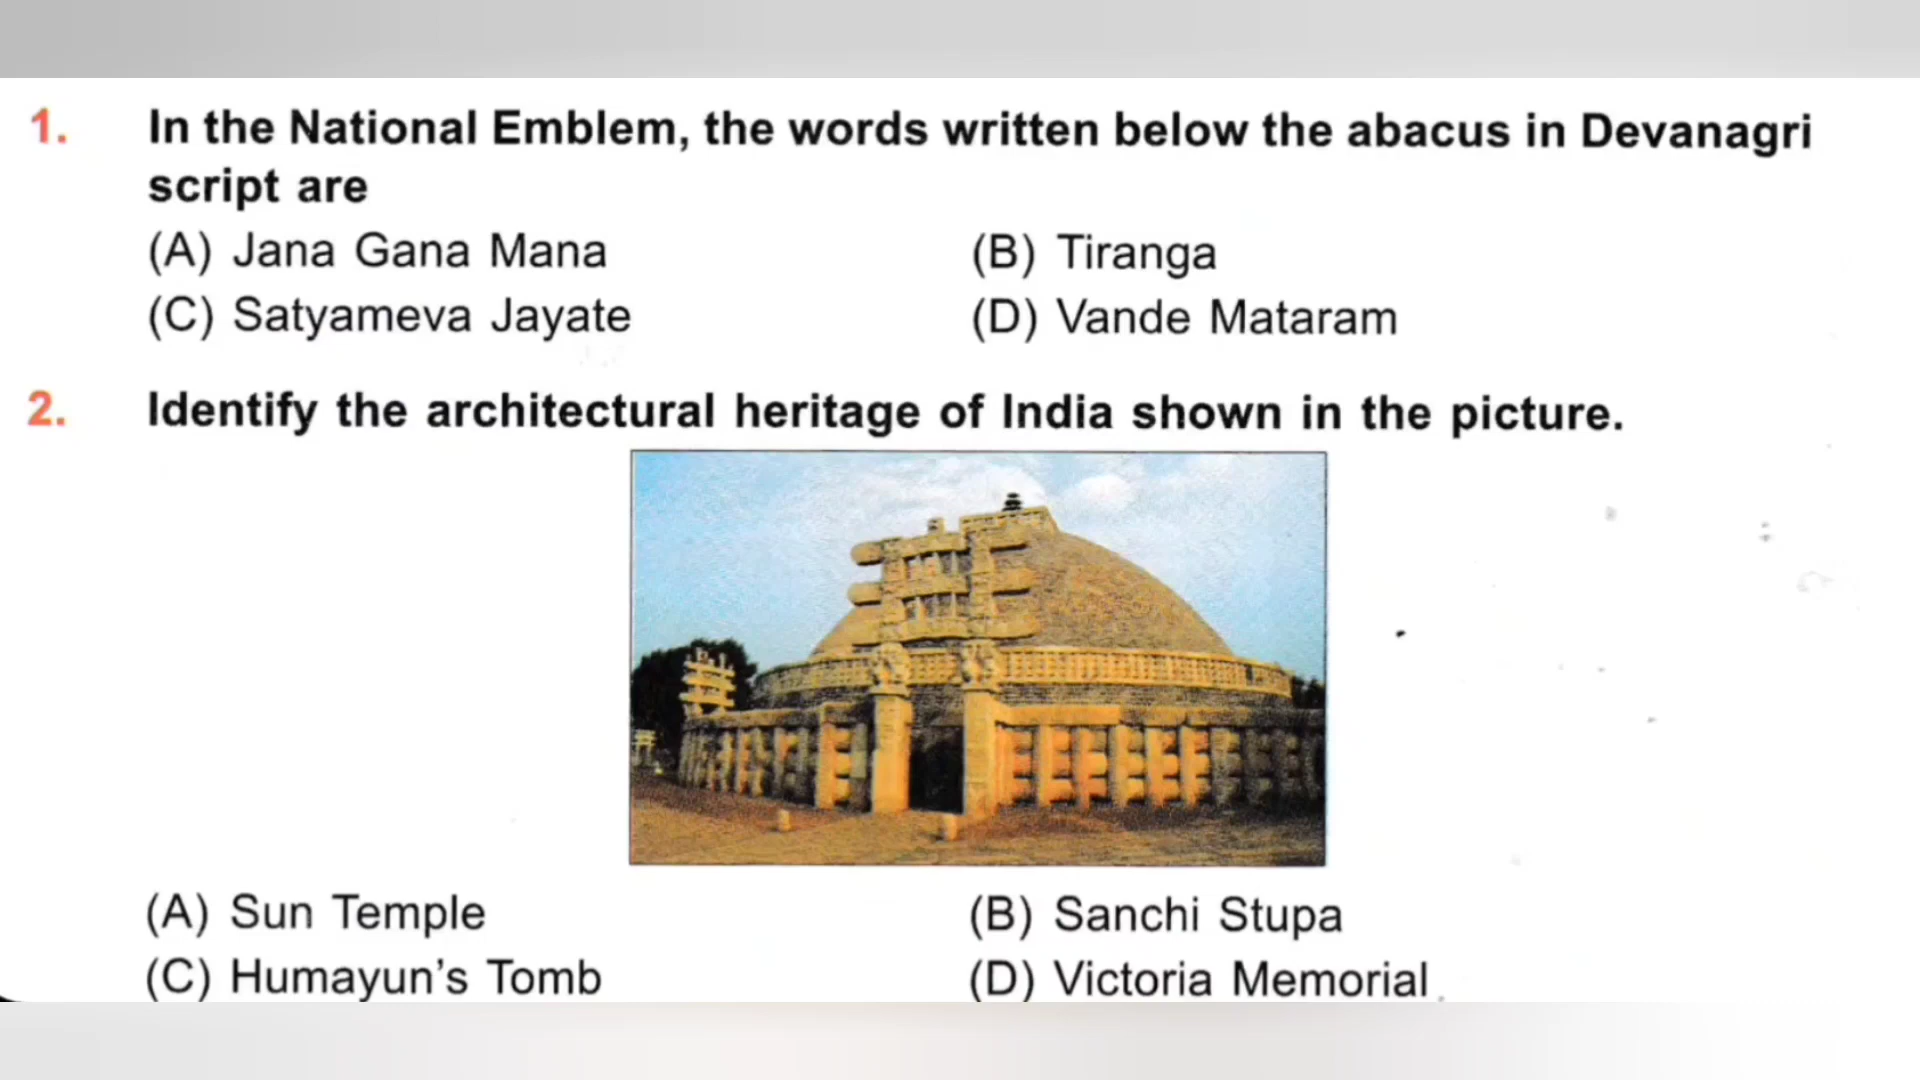 1. In the National Emblem, the words written below the abacus in Devanagri
script are
(A) Jana Gana Mana (B) Tiranga
(C) Satyameva Jayate (D) Vande Mataram
2. Identify the architectural heritage of India shown in the picture.
(A) Sun Temple (B) Sanchi Stupa
(C) Humayun's Tomb (D) Victoria Memorial